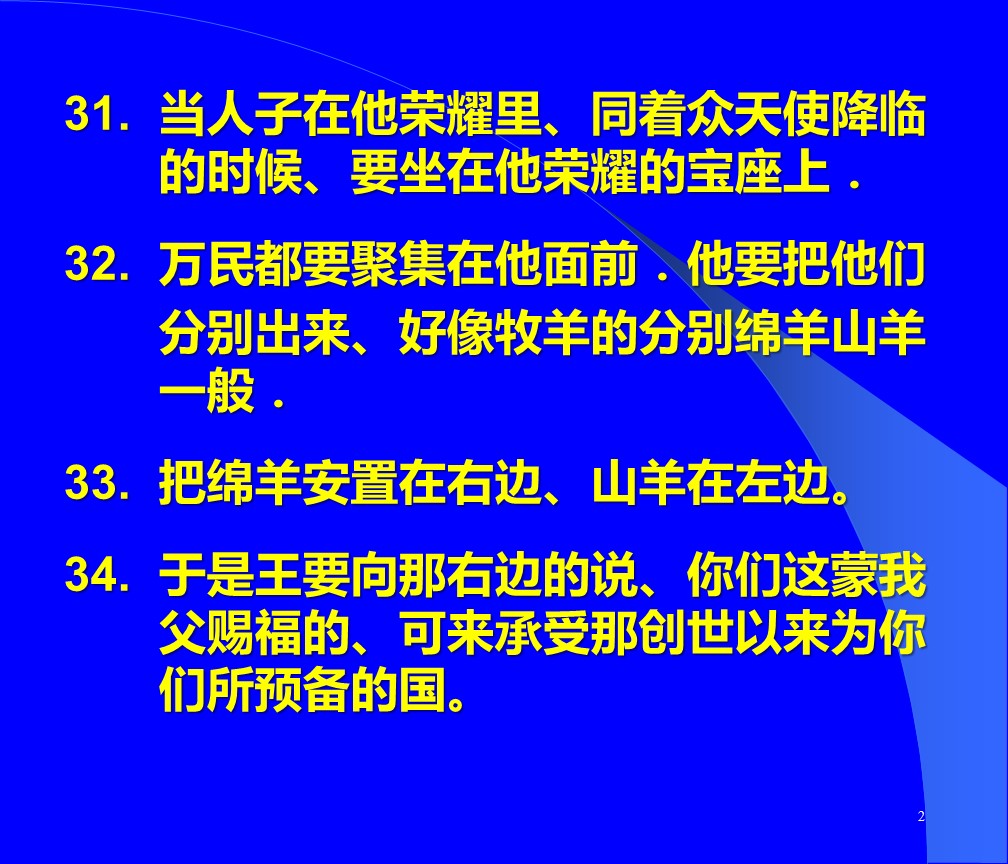 31. 当人子在他荣耀里、同着众天使降临
的时候、要坐在他荣耀的宝座上．
32. 万民都要聚集在他面前．他要把他们
分别出来、好像牧羊的分别绵羊山羊
一般．
33. 把绵羊安置在右边、山羊在左边。
34. 于是王要向那右边的说、你们这蒙我
父赐福的、可来承受那创世以来为你
们所预备的国。
2